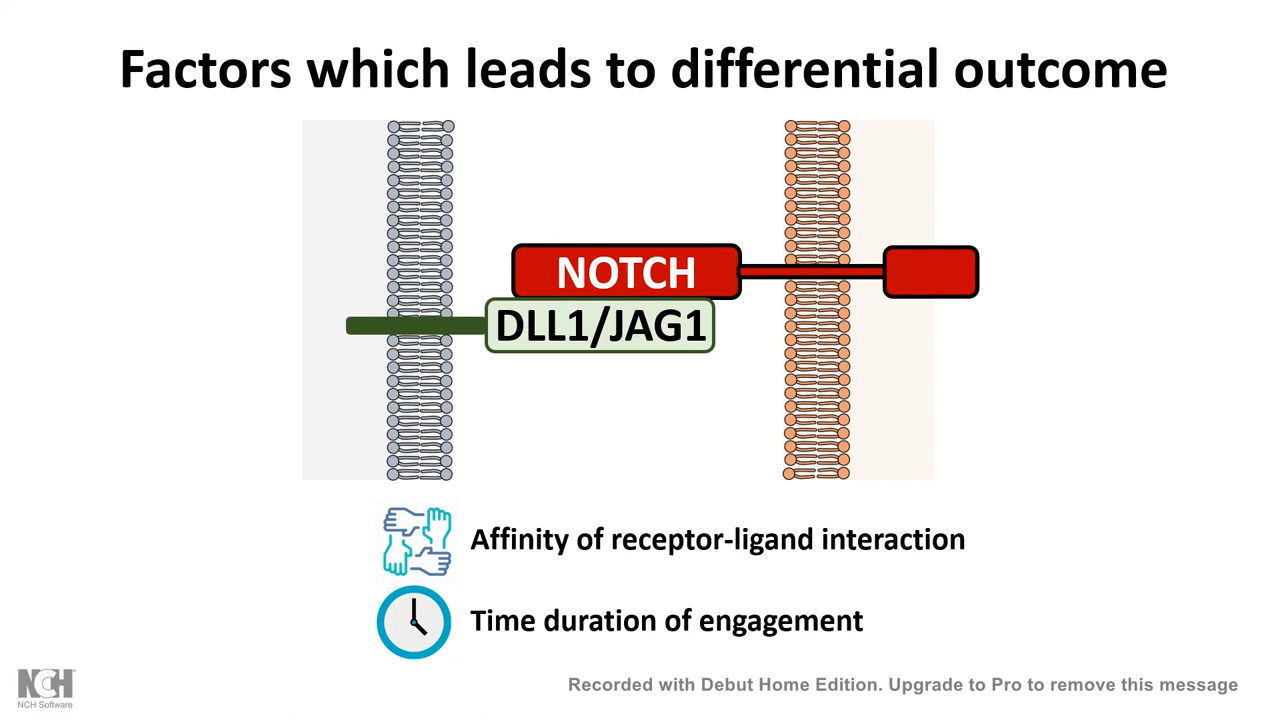 Factors which leads to differential outcome
NOTCH
DLL1/JAG1
Affinity of receptor-ligand interaction
Time duration of engagement
NCH
NCH Software
Recorded with Debut Home Edition. Upgrade to Pro to remove this message